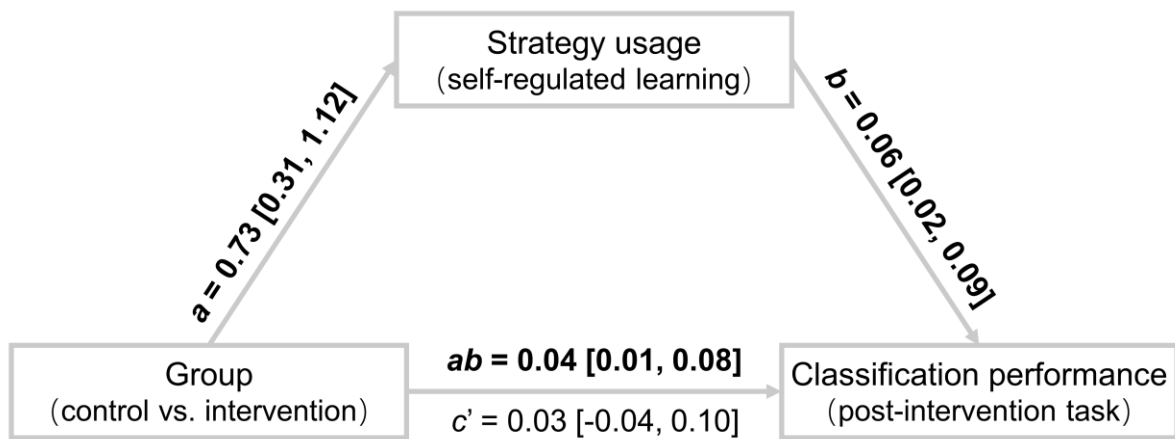 Strategy usage
（self-regulated learning）
a = 0.73 [0.31, 1.12]
b = 0.06 [0.02, 0.09]
Group
（control vs. intervention）
ab = 0.04 [0.01, 0.08]
c’ = 0.03 [-0.04, 0.10]
Classification performance
（post-intervention task）